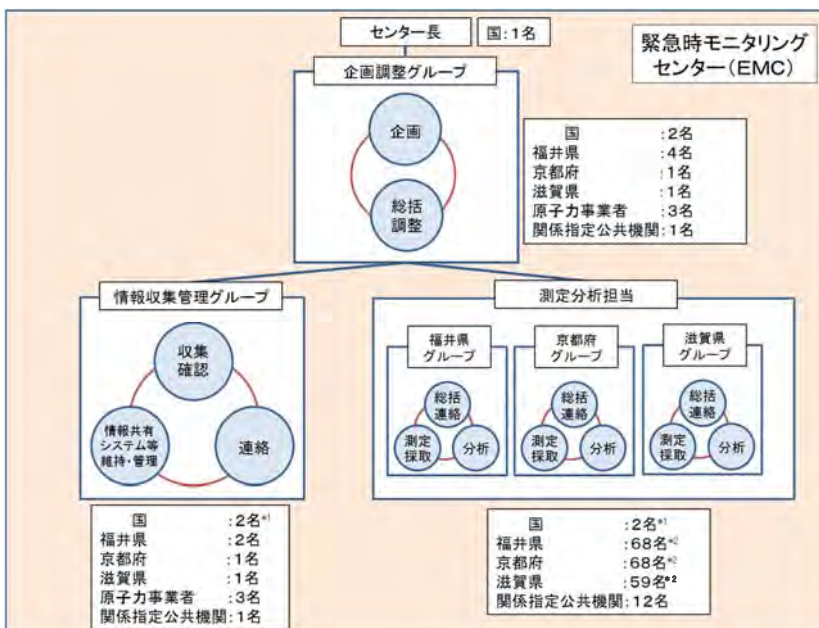 センター長
国:1名
緊急時モニタリング
センター(EMC)
企画調整グループ
企画
総括
調整
国 :2名
福井県 :4名
京都府 :1名
滋賀県 :1名
原子力事業者 :3名
関係指定公共機関:1名
情報収集管理グループ
収集
確認
情報共有
システム等
維持・管理
連絡
国 :2名*1
福井県 :2名
京都府 :1名
滋賀県 :1名
原子力事業者 :3名
関係指定公共機関:1名
測定分析担当
福井県
グループ
総括
連絡
測定
採取
分析
京都府
グループ
総括
連絡
測定
採取
分析
滋賀県
グループ
総括
連絡
測定
採取
分析
国 :2名*1
福井県 :68名*2
京都府 :68名*2
滋賀県 :59名*2
関係指定公共機関:12名